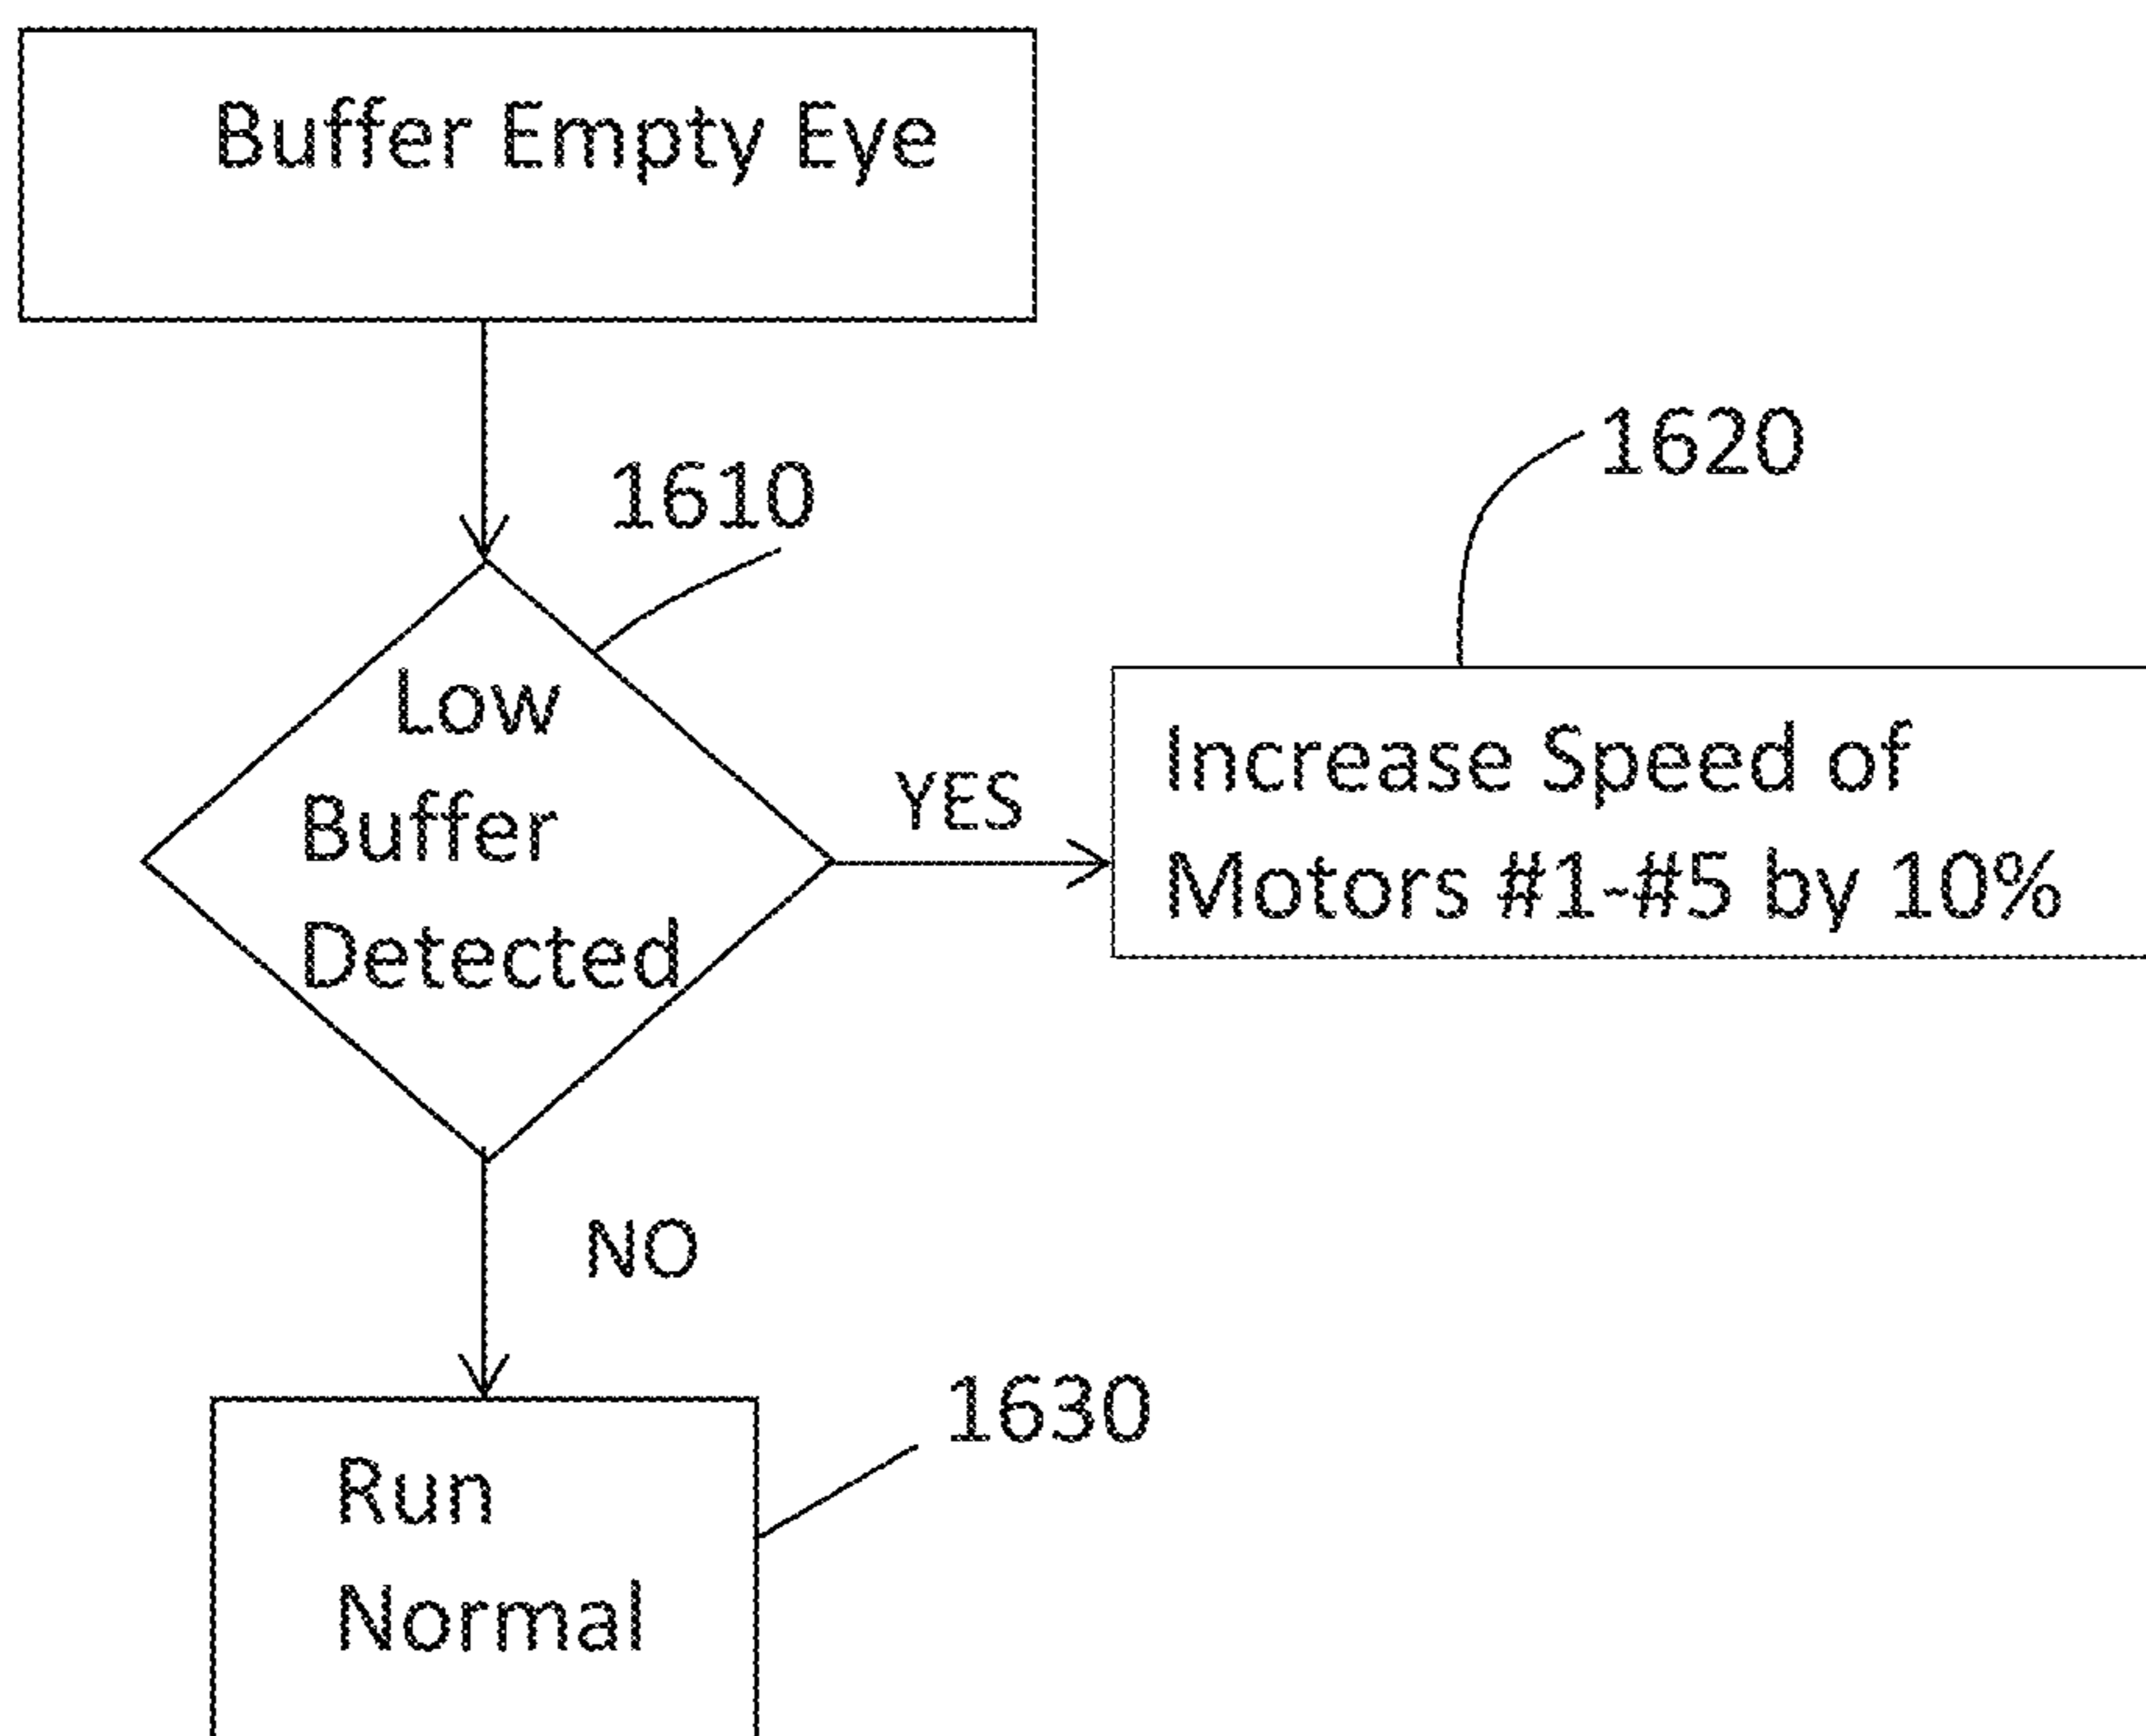 Buffer Empty Eye
1610
1620
Low
Buffer
Detected
YES
Increase Speed of
Motors #1-#5 by 10%
NO
1630
Run
Normal